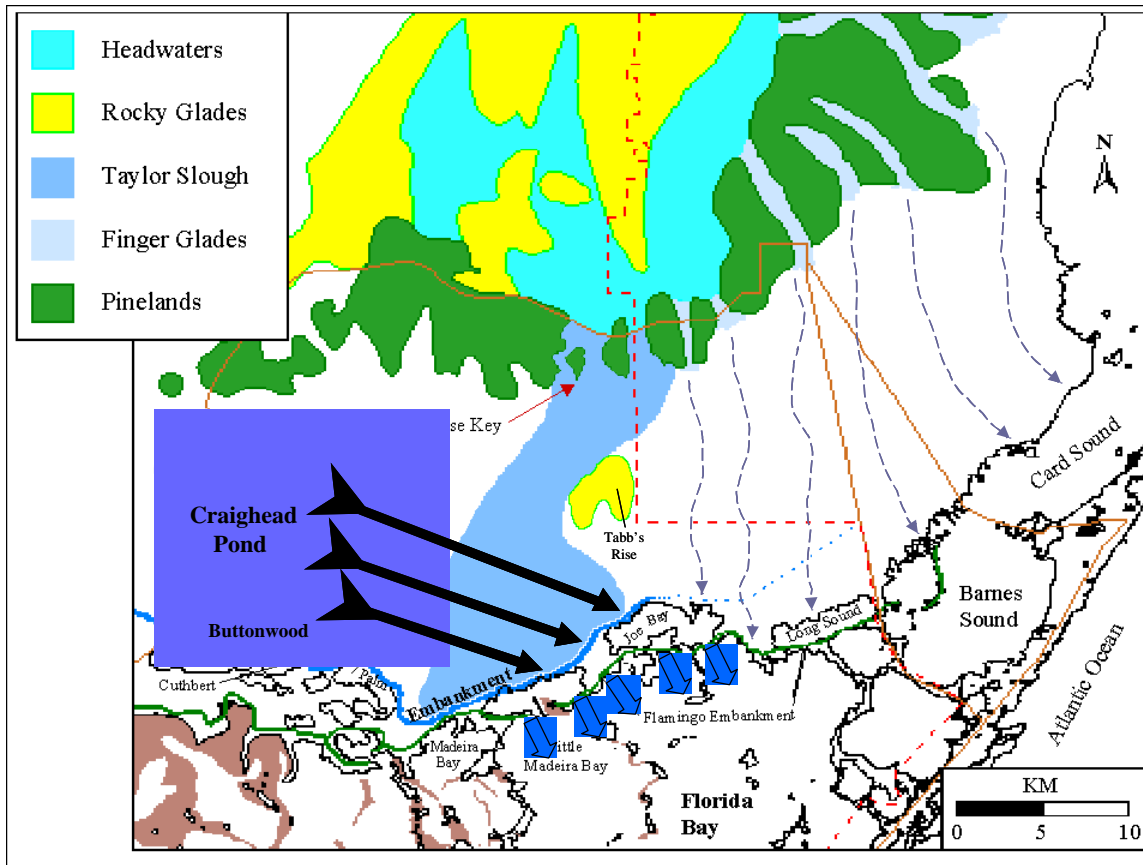 Headwaters
Rocky Glades
Taylor Slough
Finger Glades
Pinelands
N
se Key
Craighead
Pond
Tabb's
Rise
Card Sound
Buttonwood
Joe Bay
Long Sound
Barnes
Sound
Cuthbert
Palm
Embankment
Flamingo Embankment
Atlantic Ocean
Madeira
Bay
ittle
Madeira Bay
Florida
Bay
KM
0 5 10